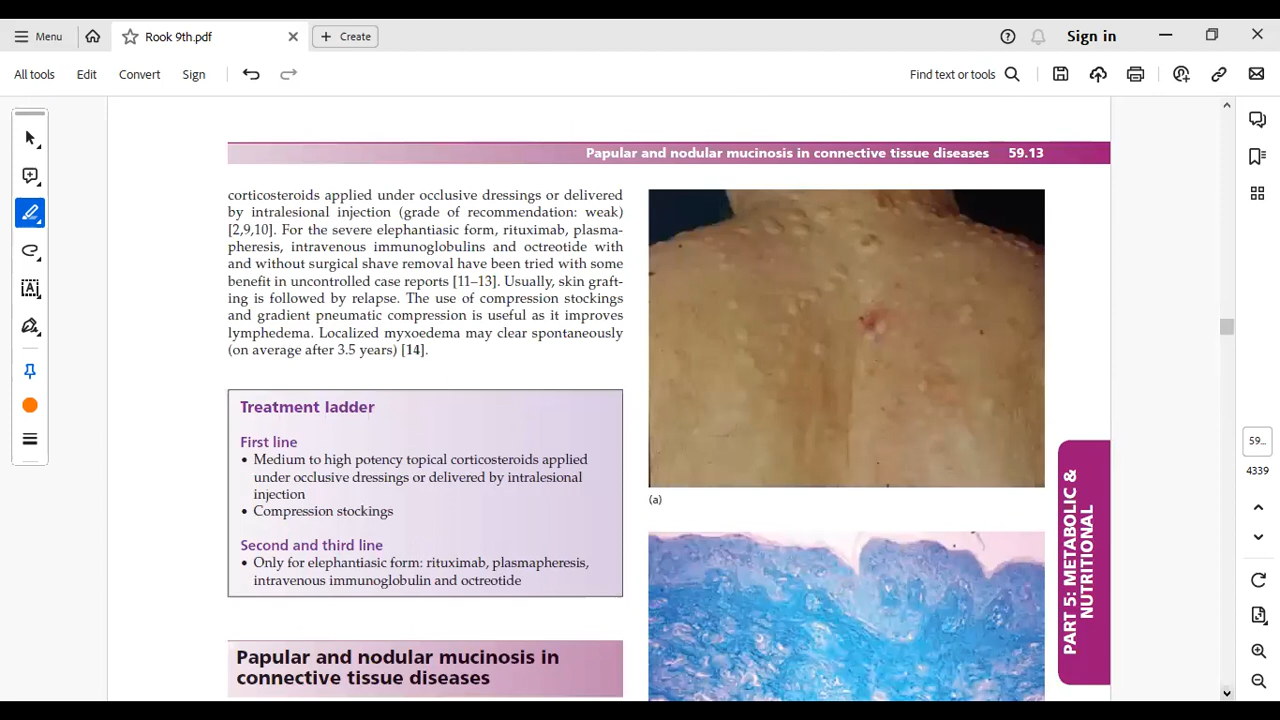 Menu
Rook 9th.pdf
Create
Sign in
All tools
Edit
Convert
Sign
Find text or tools
Papular and nodular mucinosis in connective tissue diseases 59.13
corticosteroids applied under occlusive dressings or delivered
by intralesional injection (grade of recommendation: weak)
[2,9,10]. For the severe elephantiasic form, rituximab, plasma-
pheresis, intravenous immunoglobulins and octreotide with
and without surgical shave removal have been tried with some
benefit in uncontrolled case reports [11–13]. Usually, skin graft-
ing is followed by relapse. The use of compression stockings
and gradient pneumatic compression is useful as it improves
lymphedema. Localized myxoedema may clear spontaneously
(on average after 3.5 years) [14].
Treatment ladder
First line
• Medium to high potency topical corticosteroids applied
under occlusive dressings or delivered by intralesional
injection
• Compression stockings
Second and third line
• Only for elephantiasic form: rituximab, plasmapheresis,
intravenous immunoglobulin and octreotide
Papular and nodular mucinosis in
connective tissue diseases
(a)
PART 5: METABOLIC &
NUTRITIONAL
59...
4339